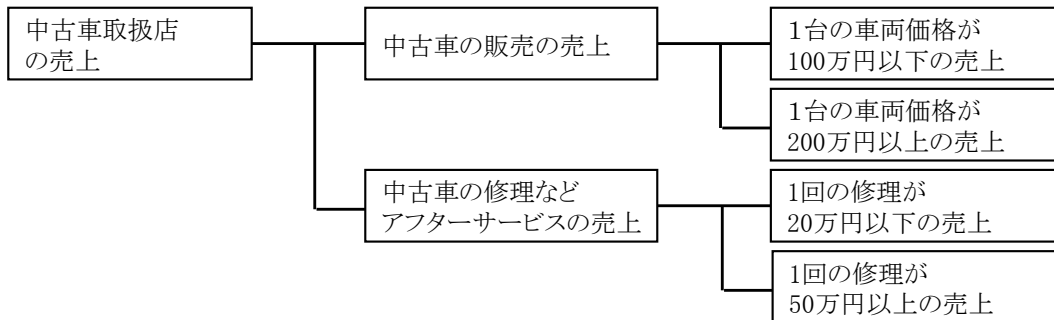 中古車取扱店
の売上
中古車の販売の売上
1台の車両価格が
100万円以下の売上
1台の車両価格が
200万円以上の売上
中古車の修理など
アフターサービスの売上
1回の修理が
20万円以下の売上
1回の修理が
50万円以上の売上